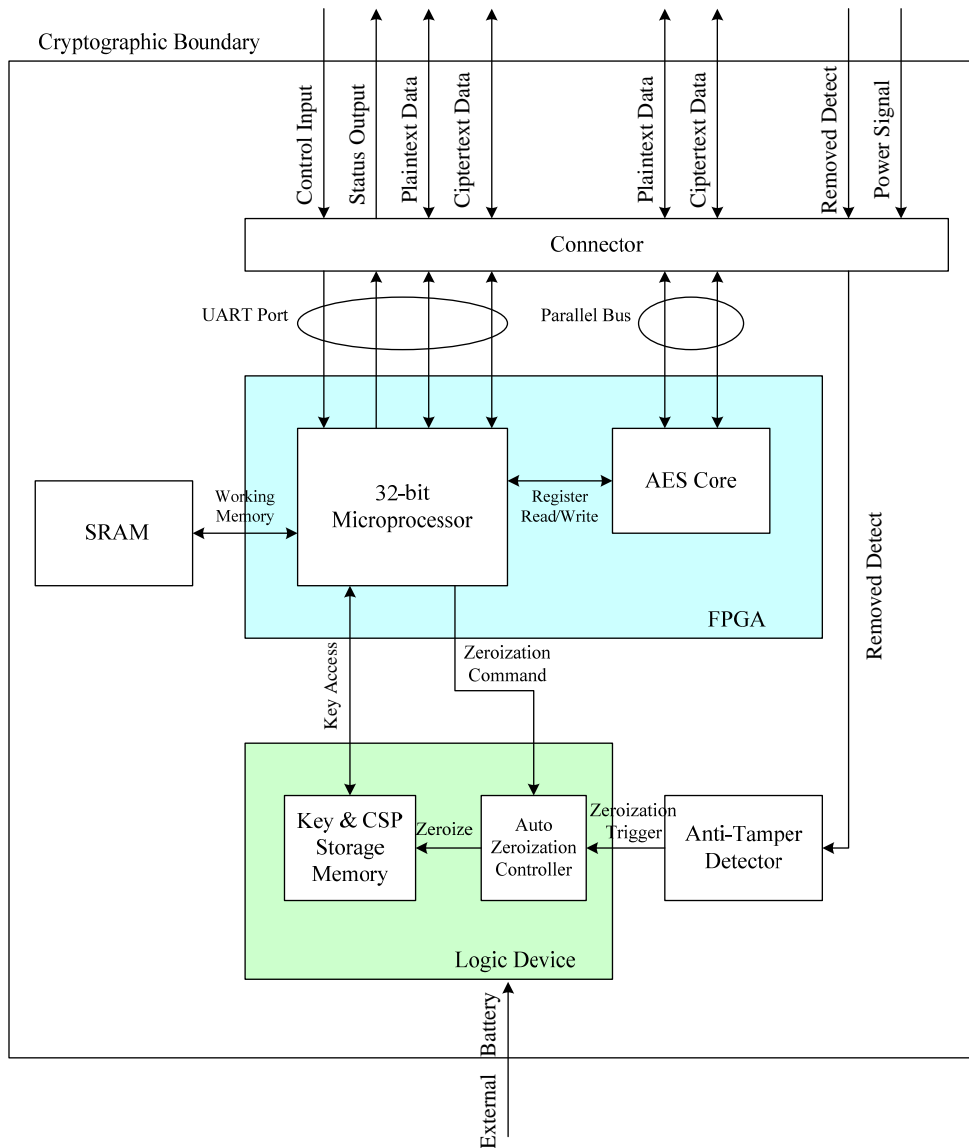 Cryptographic Boundary
Control Input
Status Output
Plaintext Data
Ciptertext Data
Plaintext Data
Ciptertext Data
Removed Detect
Power Signal
Connector
UART Port
Parallel Bus
32-bit
Microprocessor
AES Core
Register
Read/Write
SRAM
Working
Memory
FPGA
Removed Detect
Key Access
Zeroization
Command
Key & CSP
Storage
Memory
Zeroize
Auto
Zeroization
Controller
Zeroization
Trigger
Anti-Tamper
Detector
Logic Device
External Battery